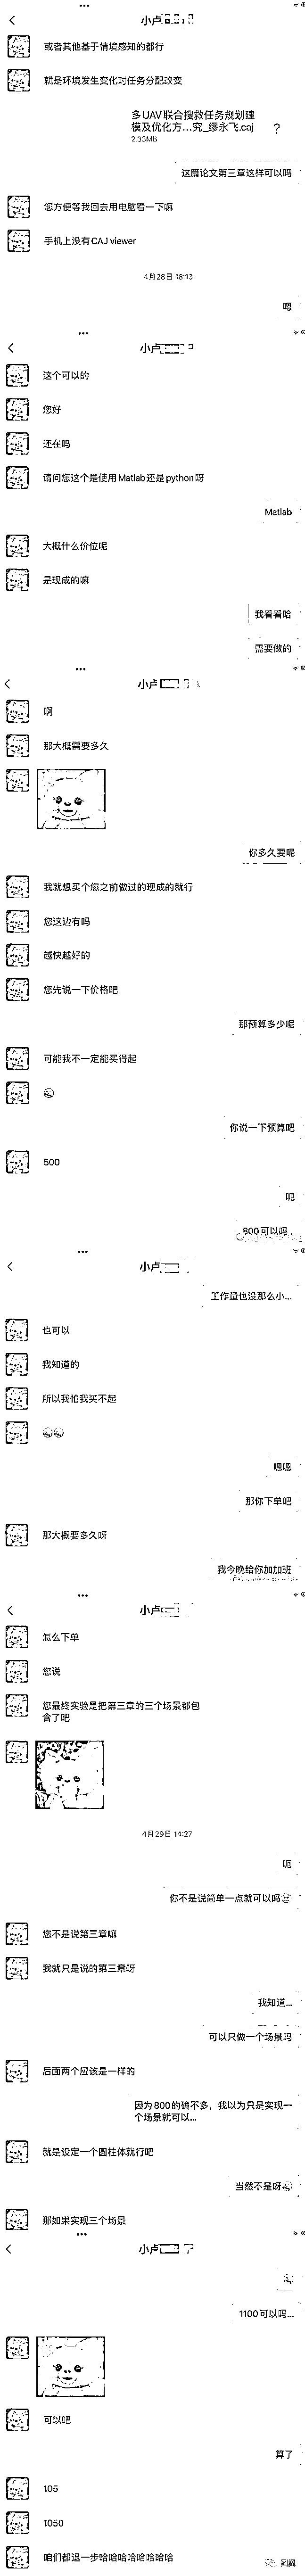 小卢
或者其他基于情境感知的都行
就是环境发生变化时任务分配改变
多UAV联合搜救任务规划建
模及优化方...究_缪永飞.caj
2.93MB
?
这篇论文第三章这样可以吗
您方便等我回去用电脑看一下嘛
手机上没有CAJ viewer
4月28日 18:13
嗯
小卢
这个可以的
您好
还在吗
请问您这个是使用Matlab还是python呀
Matlab
大概什么价位呢
是现成的嘛
我看看哈
需要做的
小卢
啊
那大概需要多久
你多久要呢
我就想买个您之前做过的现成的就行
您这边有吗
越快越好的
您先说一下价格吧
那预算多少呢
可能我不一定能买得起
你说一下预算吧
500
呃
800可以吗...
小卢
工作量也没那么小...
也可以
我知道的
所以我怕我买不起
嗯嗯
那你下单吧
那大概要多久呀
我今晚给你加加班
小卢
怎么下单
您说
您最终实验是把第三章的三个场景都包
含了吧
4月29日 14:27
呃
你不是说简单一点就可以吗
您不是说第三章嘛
我就只是说的第三章呀
我知道...
可以只做一个场景吗
后面两个应该是一样的
因为800的确不多，我以为只是实现一
个场景就可以...
就是设定一个圆柱体就行吧
当然不是呀
那如果实现三个场景
小卢
1100可以吗...
可以吧
算了
105
1050
咱们都退一步哈哈哈哈哈哈哈哈